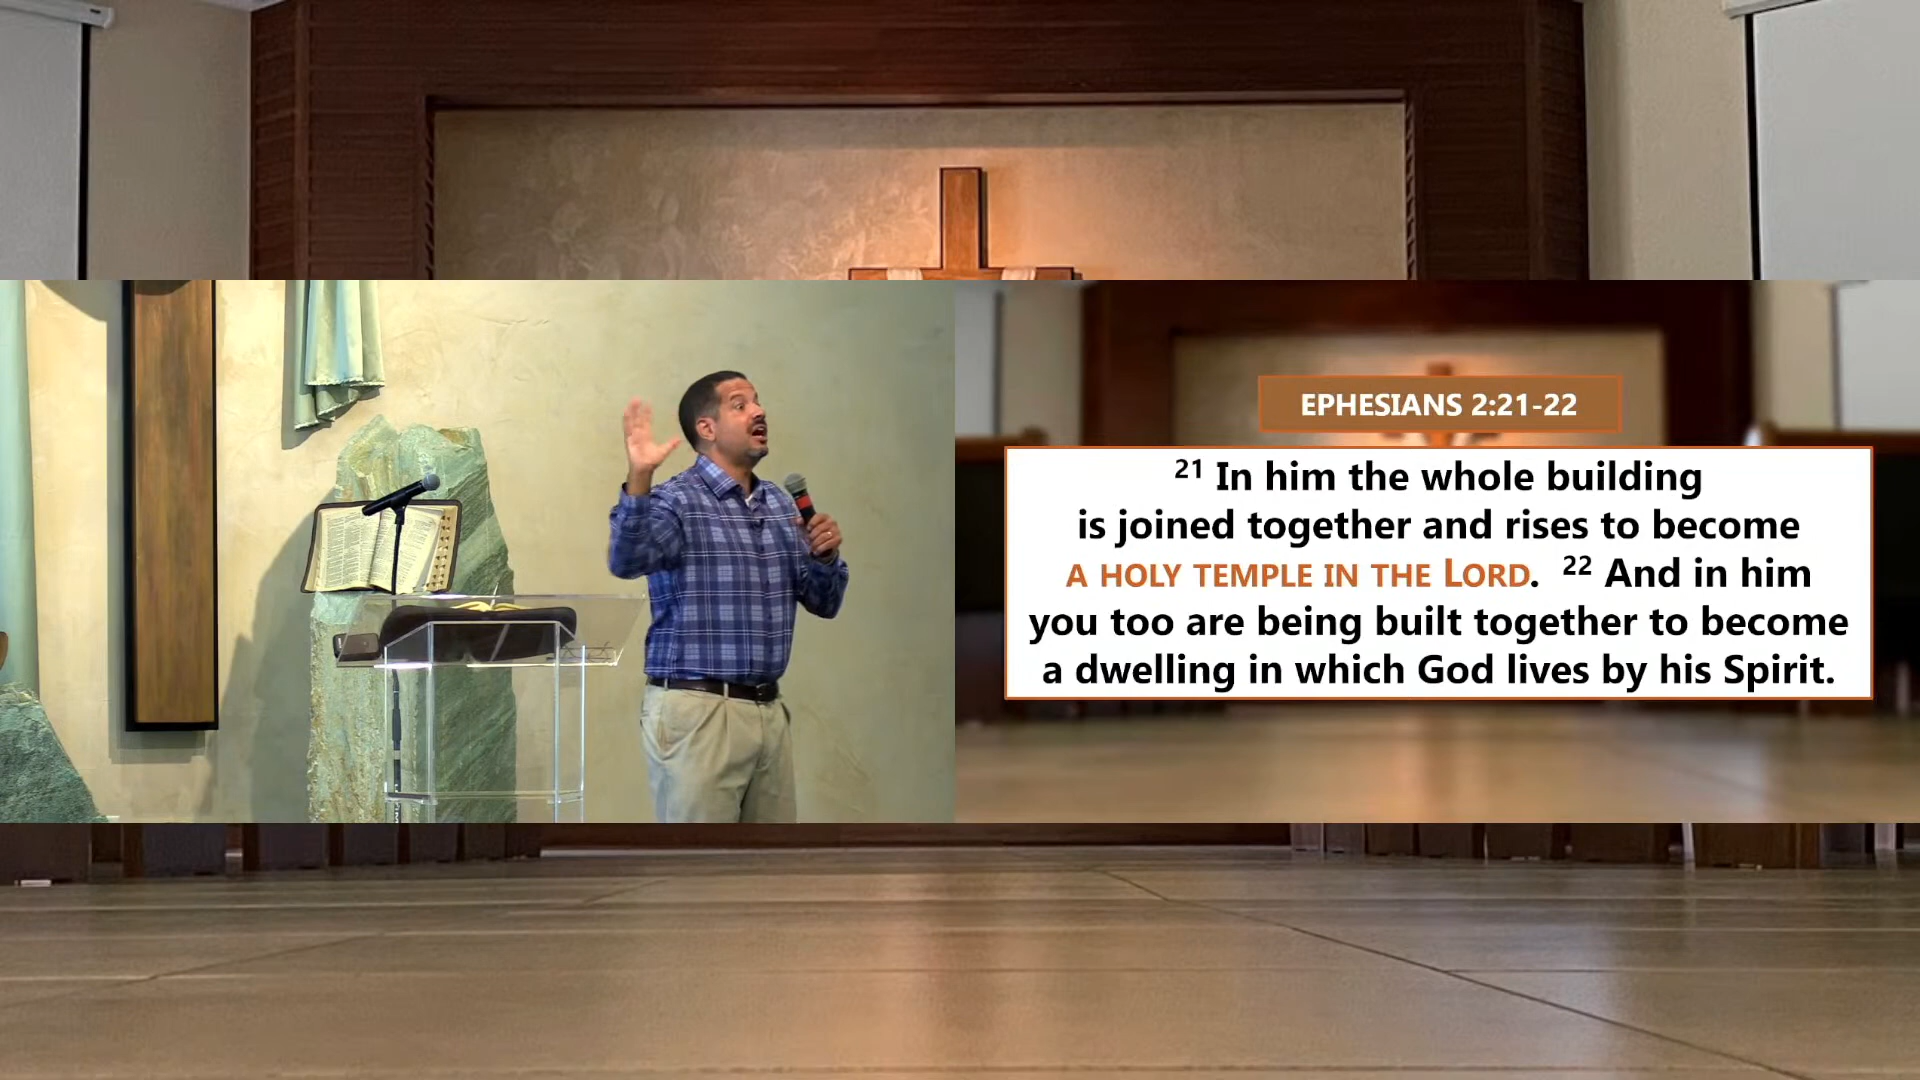 EPHESIANS 2:21-22
21 In him the whole building
is joined together and rises to become
A HOLY TEMPLE IN THE LORD. 22 And in him
you too are being built together to become
a dwelling in which God lives by his Spirit.